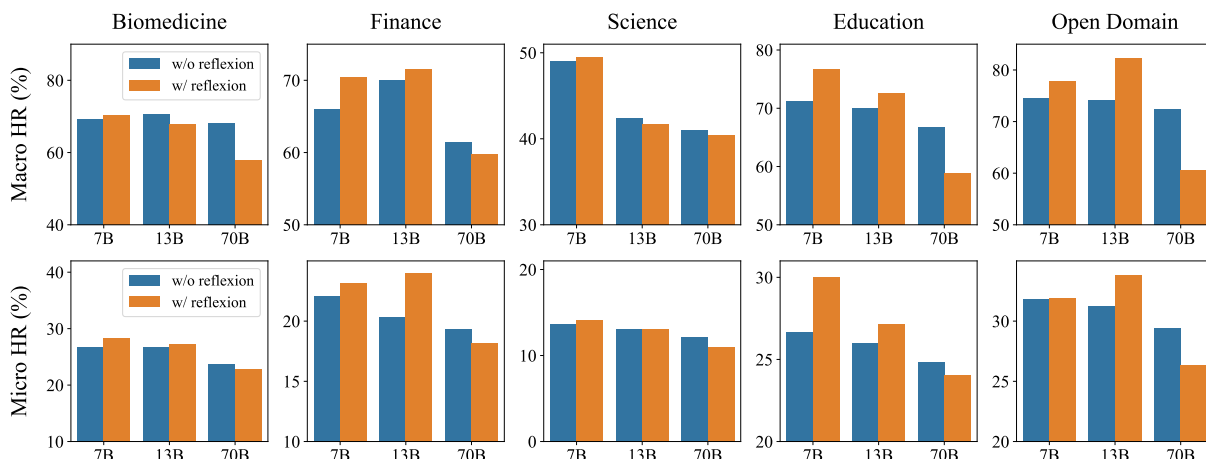 Biomedicine Finance Science Education Open Domain
Macro HR (%)
80
60
40
w/o reflexion
w/ reflexion
7B 13B 70B
70
60
50
7B 13B 70B
50
40
30
7B 13B 70B
80
70
60
50
7B 13B 70B
80
70
60
50
7B 13B 70B
Micro HR (%)
40
30
20
10
w/o reflexion
w/ reflexion
7B 13B 70B
20
15
10
7B 13B 70B
20
10
0
7B 13B 70B
30
25
20
7B 13B 70B
30
25
20
7B 13B 70B